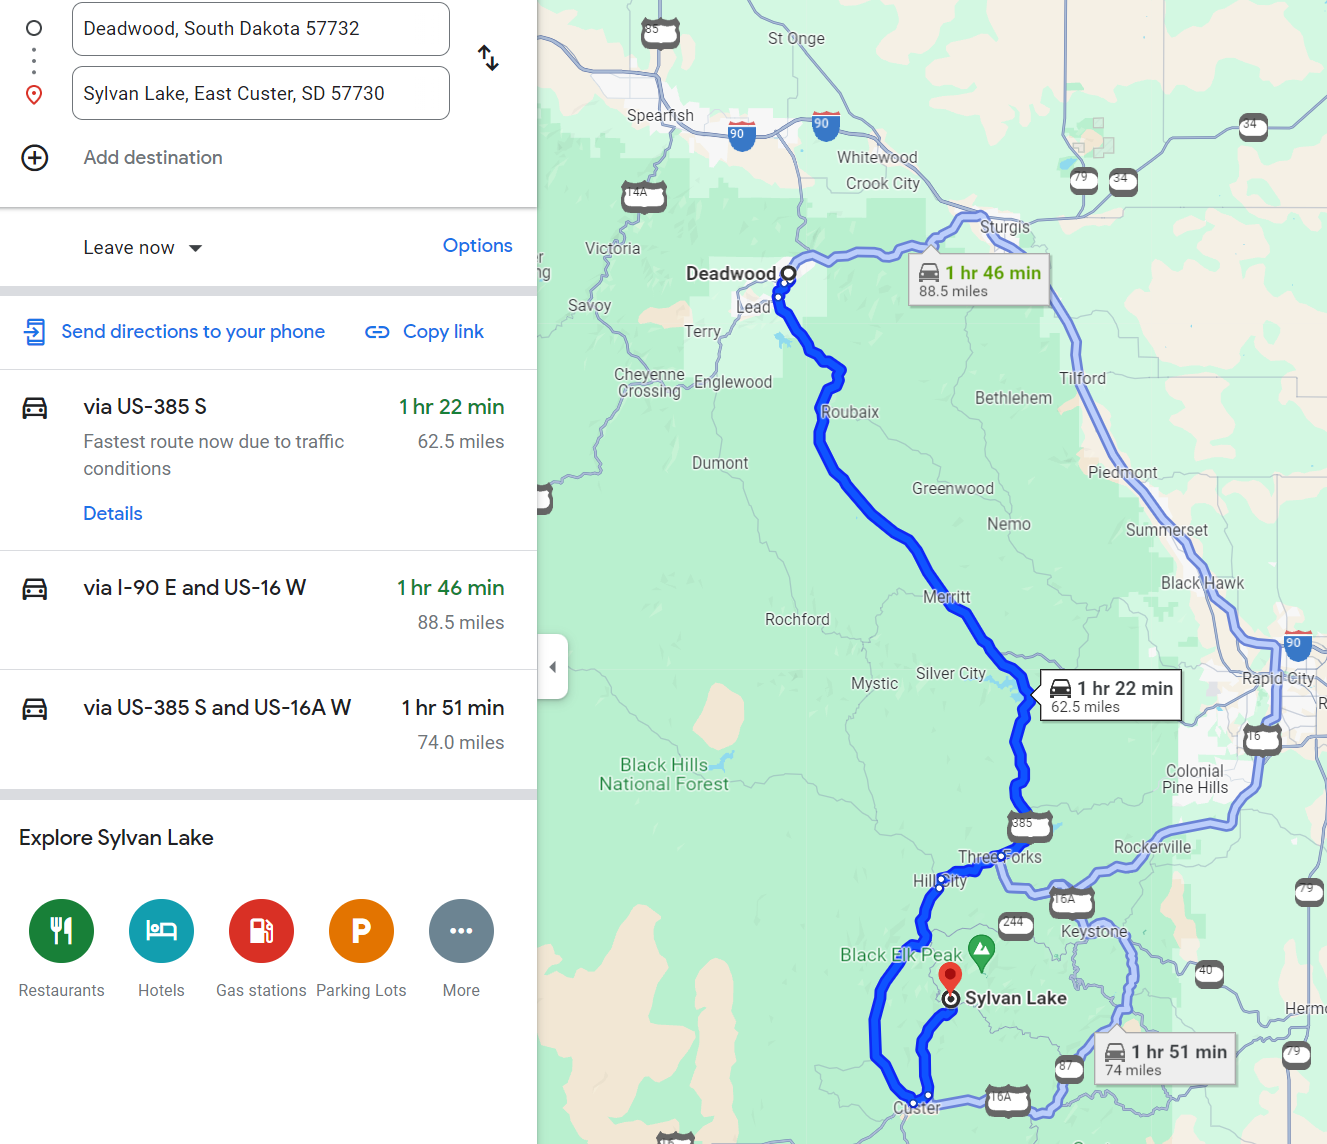 Deadwood, South Dakota 57732
Sylvan Lake, East Custer, SD 57730
Add destination
Leave now
Options
Send directions to your phone
Copy link
via US-385 S
1 hr 22 min
Fastest route now due to traffic
conditions
62.5 miles
Details
via I-90 E and US-16 W
1 hr 46 min
88.5 miles
via US-385 S and US-16A W
1 hr 51 min
74.0 miles
Explore Sylvan Lake
Restaurants
Hotels
P
Gas stations
Parking Lots
More
85
St Onge
Spearfish
90
90
34
Whitewood
Crook City
79
34
14A
Sturgis
Victoria
Deadwood
1 hr 46 min
88.5 miles
Savoy
Lead
Terry
Cheyenne
Crossing
Englewood
Tilford
Bethlehem
Roubaix
Dumont
Piedmont
Greenwood
Nemo
Summerset
Black Hawk
Merritt
Rochford
90
Silver City
Mystic
Rapid City
1 hr 22 min
62.5 miles
16
Black Hills
National Forest
Colonial
Pine Hills
385
Three Forks
Rockerville
Hill City
79
16A
244
Keystone
Black Elk Peak
40
Sylvan Lake
Hermo
1 hr 51 min
74 miles
79
87
16A
Custer